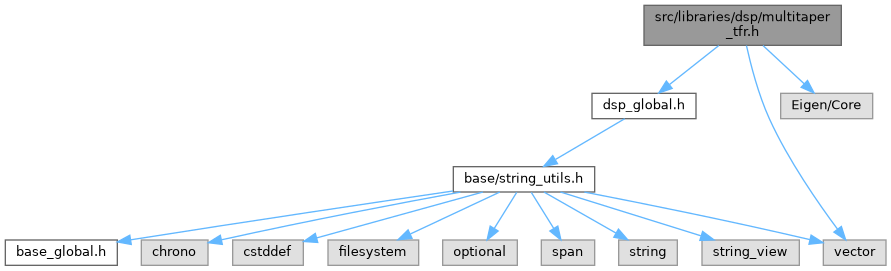 src/libraries/dsp/multitaper
_tfr.h
dsp_global.h
Eigen/Core
base/string_utils.h
base_global.h
chrono
cstddef
filesystem
optional
span
string
string_view
vector